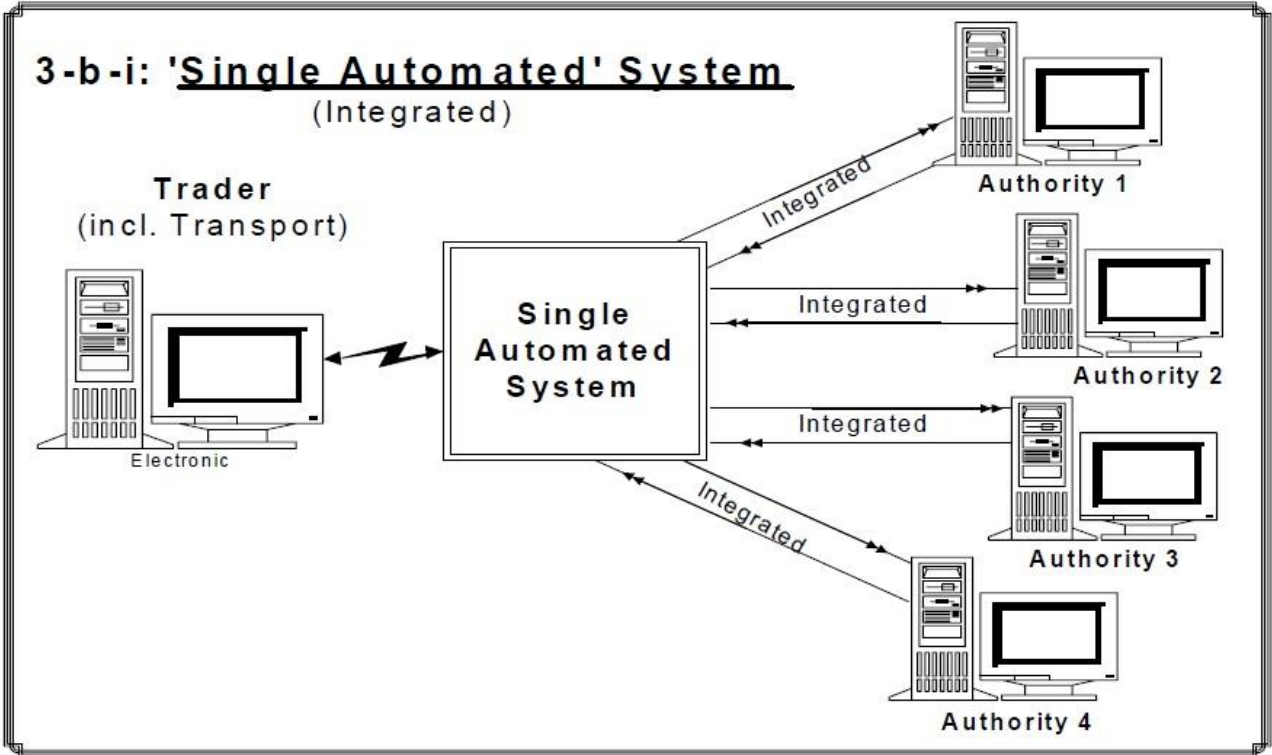 3-b-i: 'Single Automated' System
(Integrated)
Trader
(incl. Transport)
Electronic
Single
Automated
System
Integrated
Authority 1
Integrated
Authority 2
Integrated
Authority 3
Integrated
Authority 4